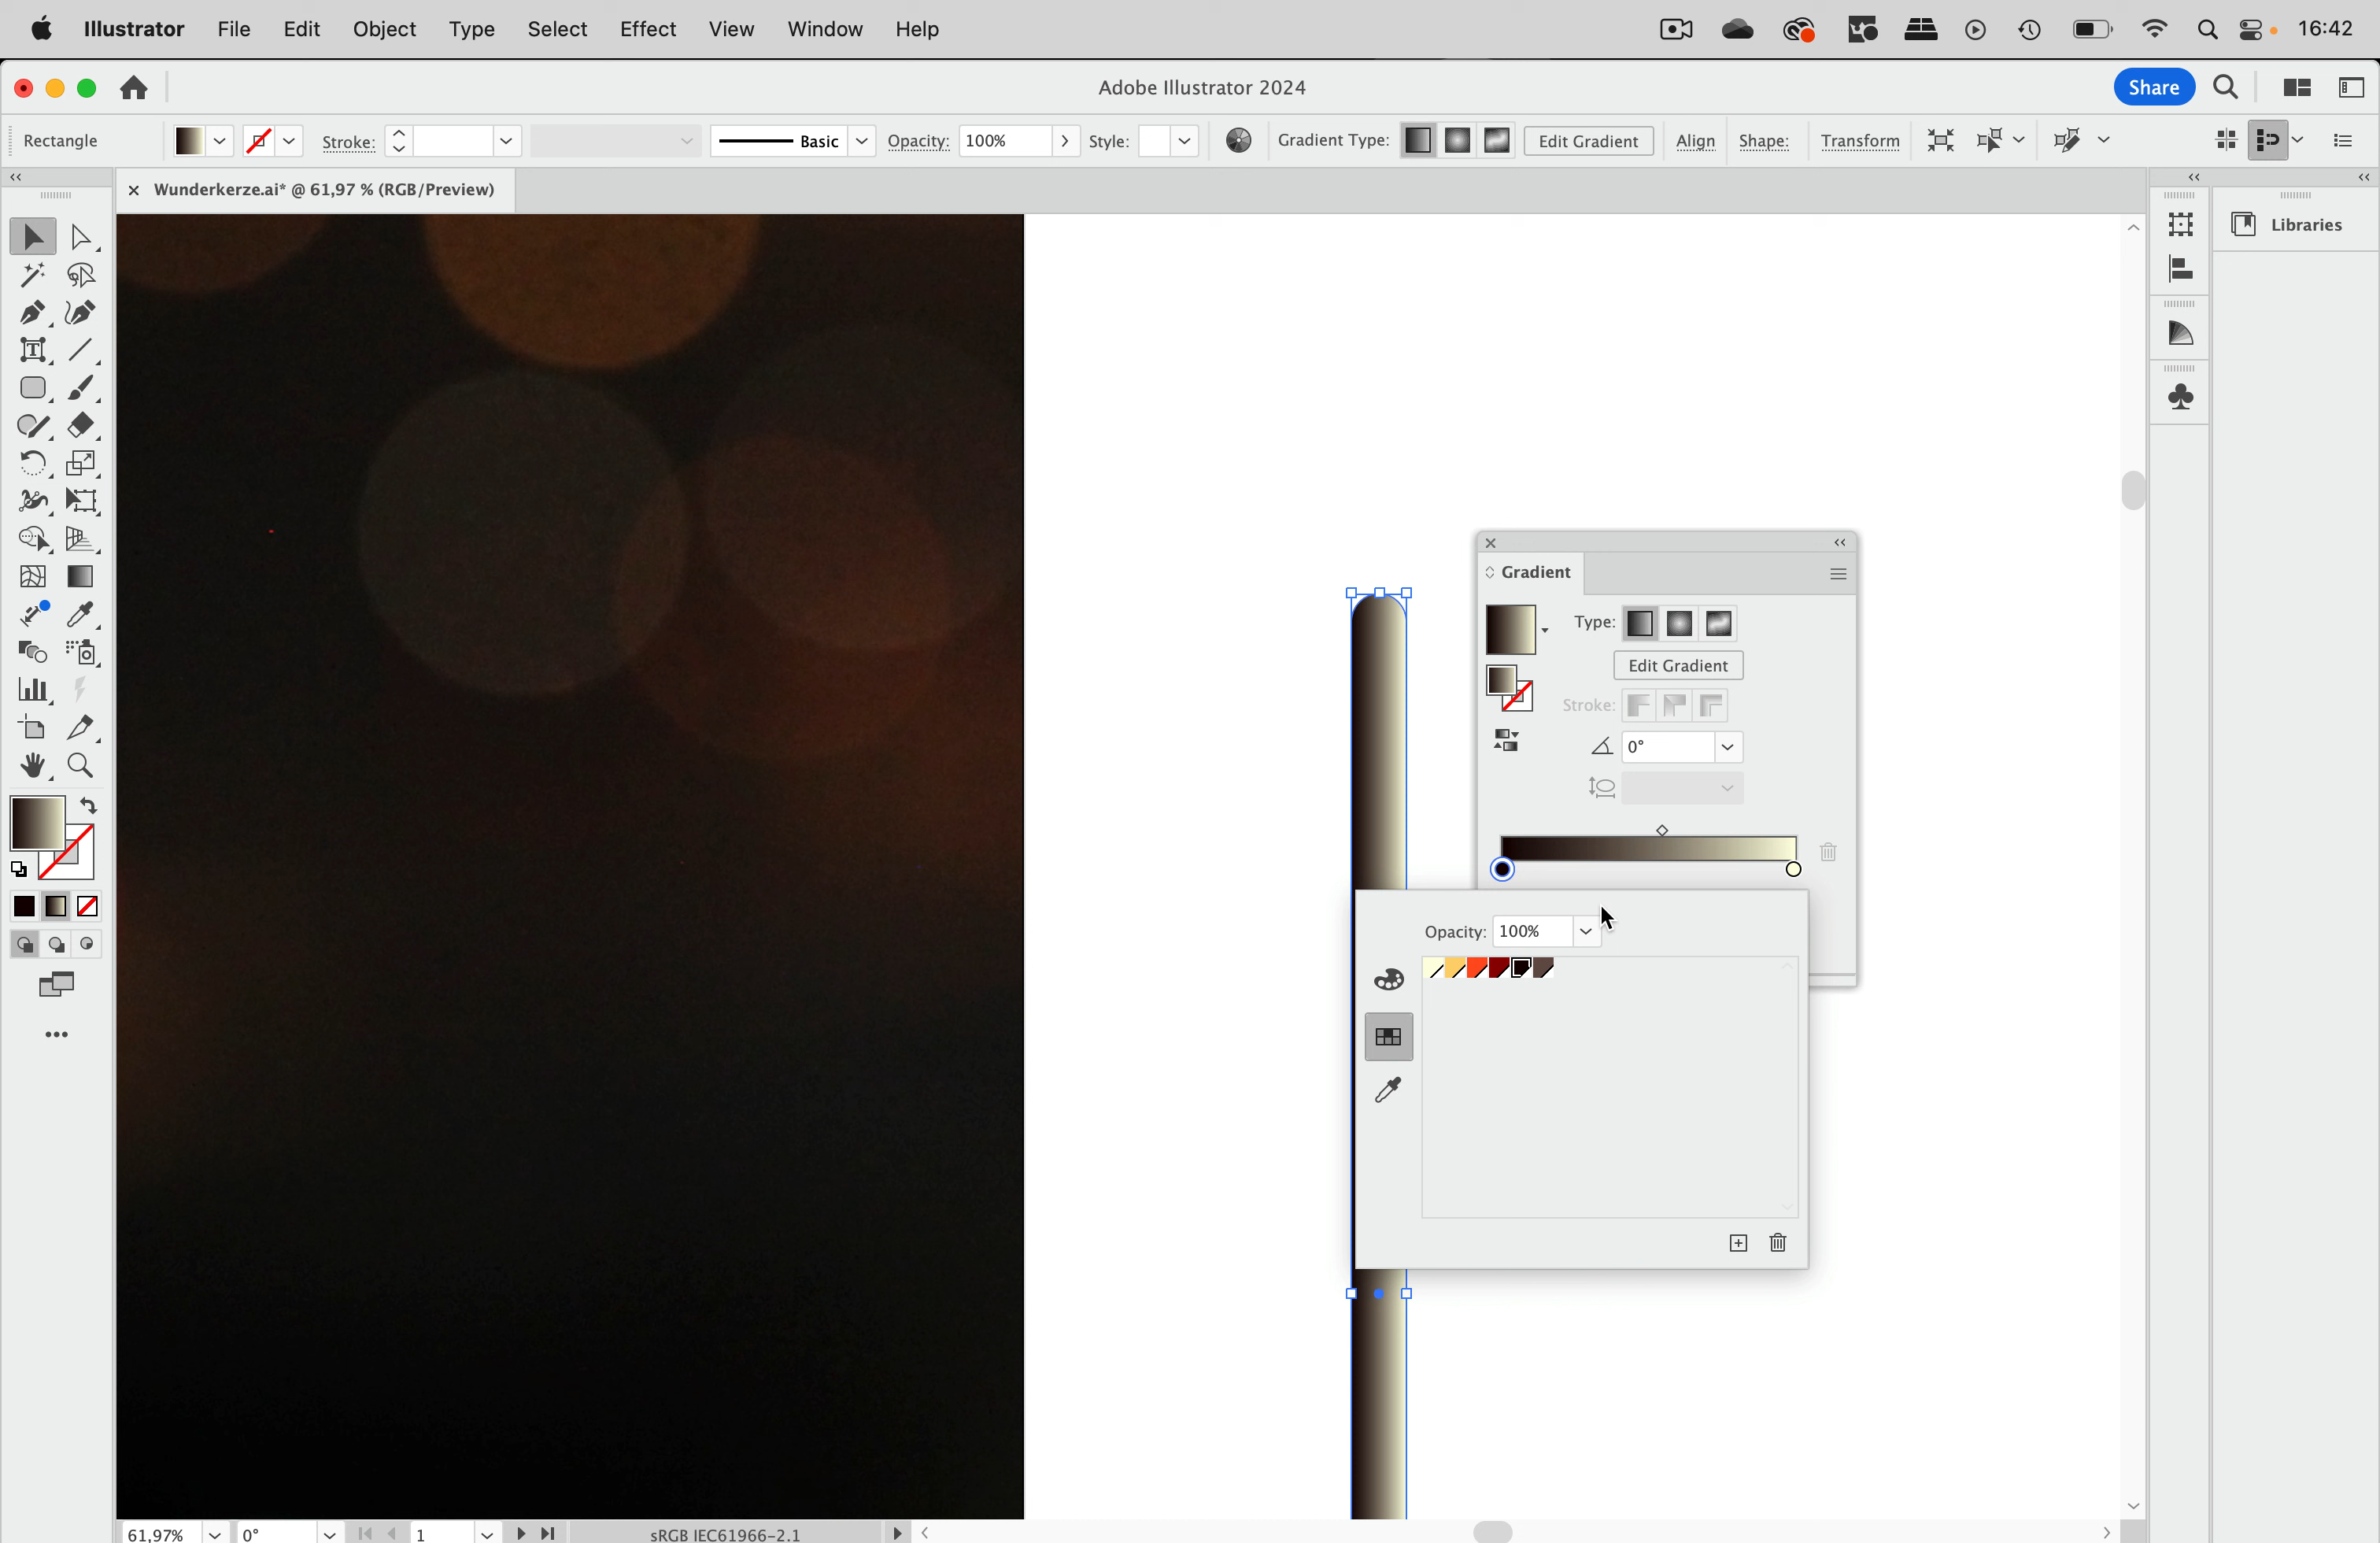 Illustrator File Edit Object Type Select Effect View Window Help 16:42
Adobe Illustrator 2024 Share
Rectangle Stroke: Basic Opacity: 100% Style: Gradient Type: Edit Gradient Align Shape: Transform
Wunderkerze.ai* @ 61,97 % (RGB/Preview)
Libraries
Gradient
Type:
Edit Gradient
Stroke:
0°
Opacity: 100%
61,97% 0° 1 sRGB IEC61966-2.1